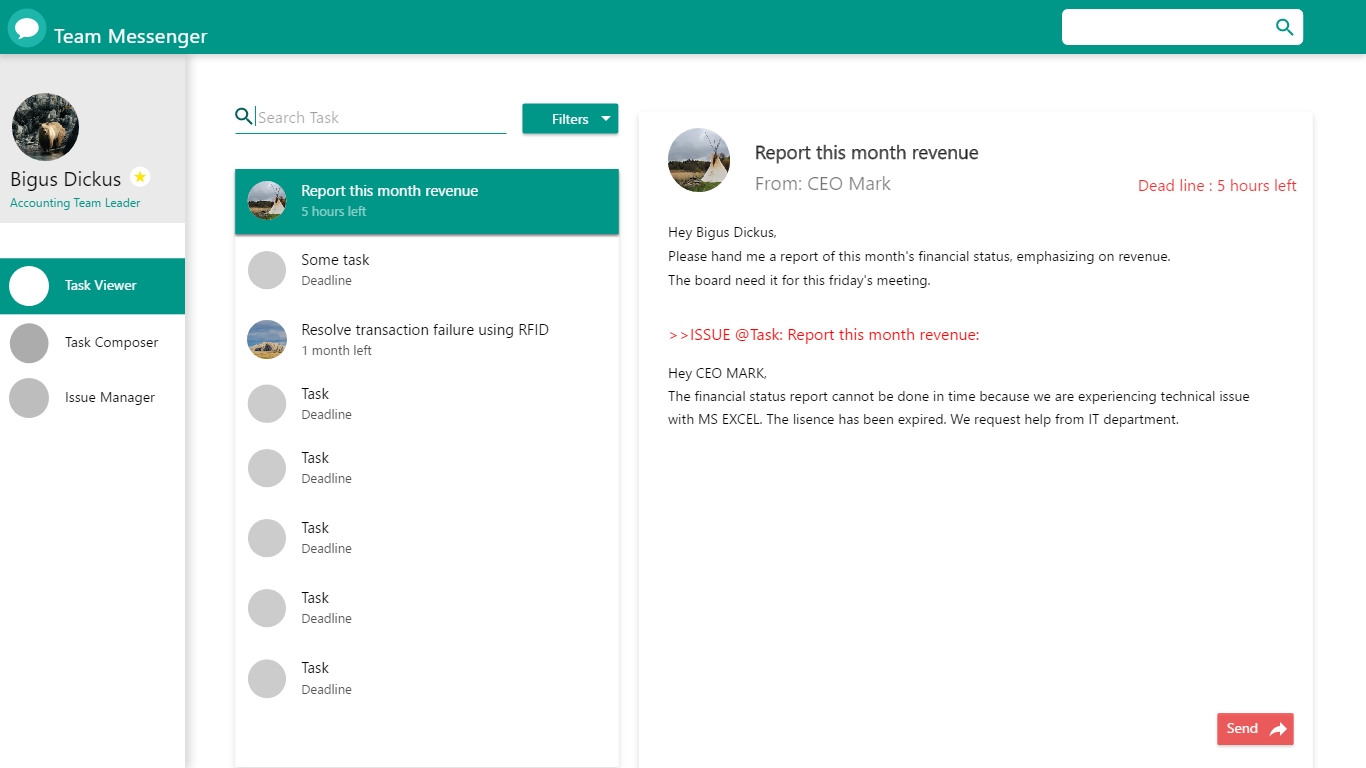 Team Messenger
Bigus Dickus
Accounting Team Leader
Task Viewer
Task Composer
Issue Manager
Search Task
Filters
Report this month revenue
5 hours left
Some task
Deadline
Resolve transaction failure using RFID
1 month left
Task
Deadline
Task
Deadline
Task
Deadline
Task
Deadline
Task
Deadline
Report this month revenue
From: CEO Mark
Dead line : 5 hours left
Hey Bigus Dickus,
Please hand me a report of this month's financial status, emphasizing on revenue.
The board need it for this friday's meeting.
>>ISSUE @Task: Report this month revenue:
Hey CEO MARK,
The financial status report cannot be done in time because we are experiencing technical issue
with MS EXCEL. The lisence has been expired. We request help from IT department.
Send